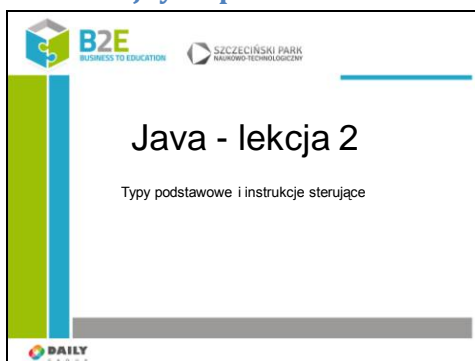 B2E
BUSINESS TO EDUCATION
SZCZECIŃSKI PARK
NAUKOWO-TECHNOLOGICZNY
Java - lekcja 2
Typy podstawowe i instrukcje sterujące
DAILY